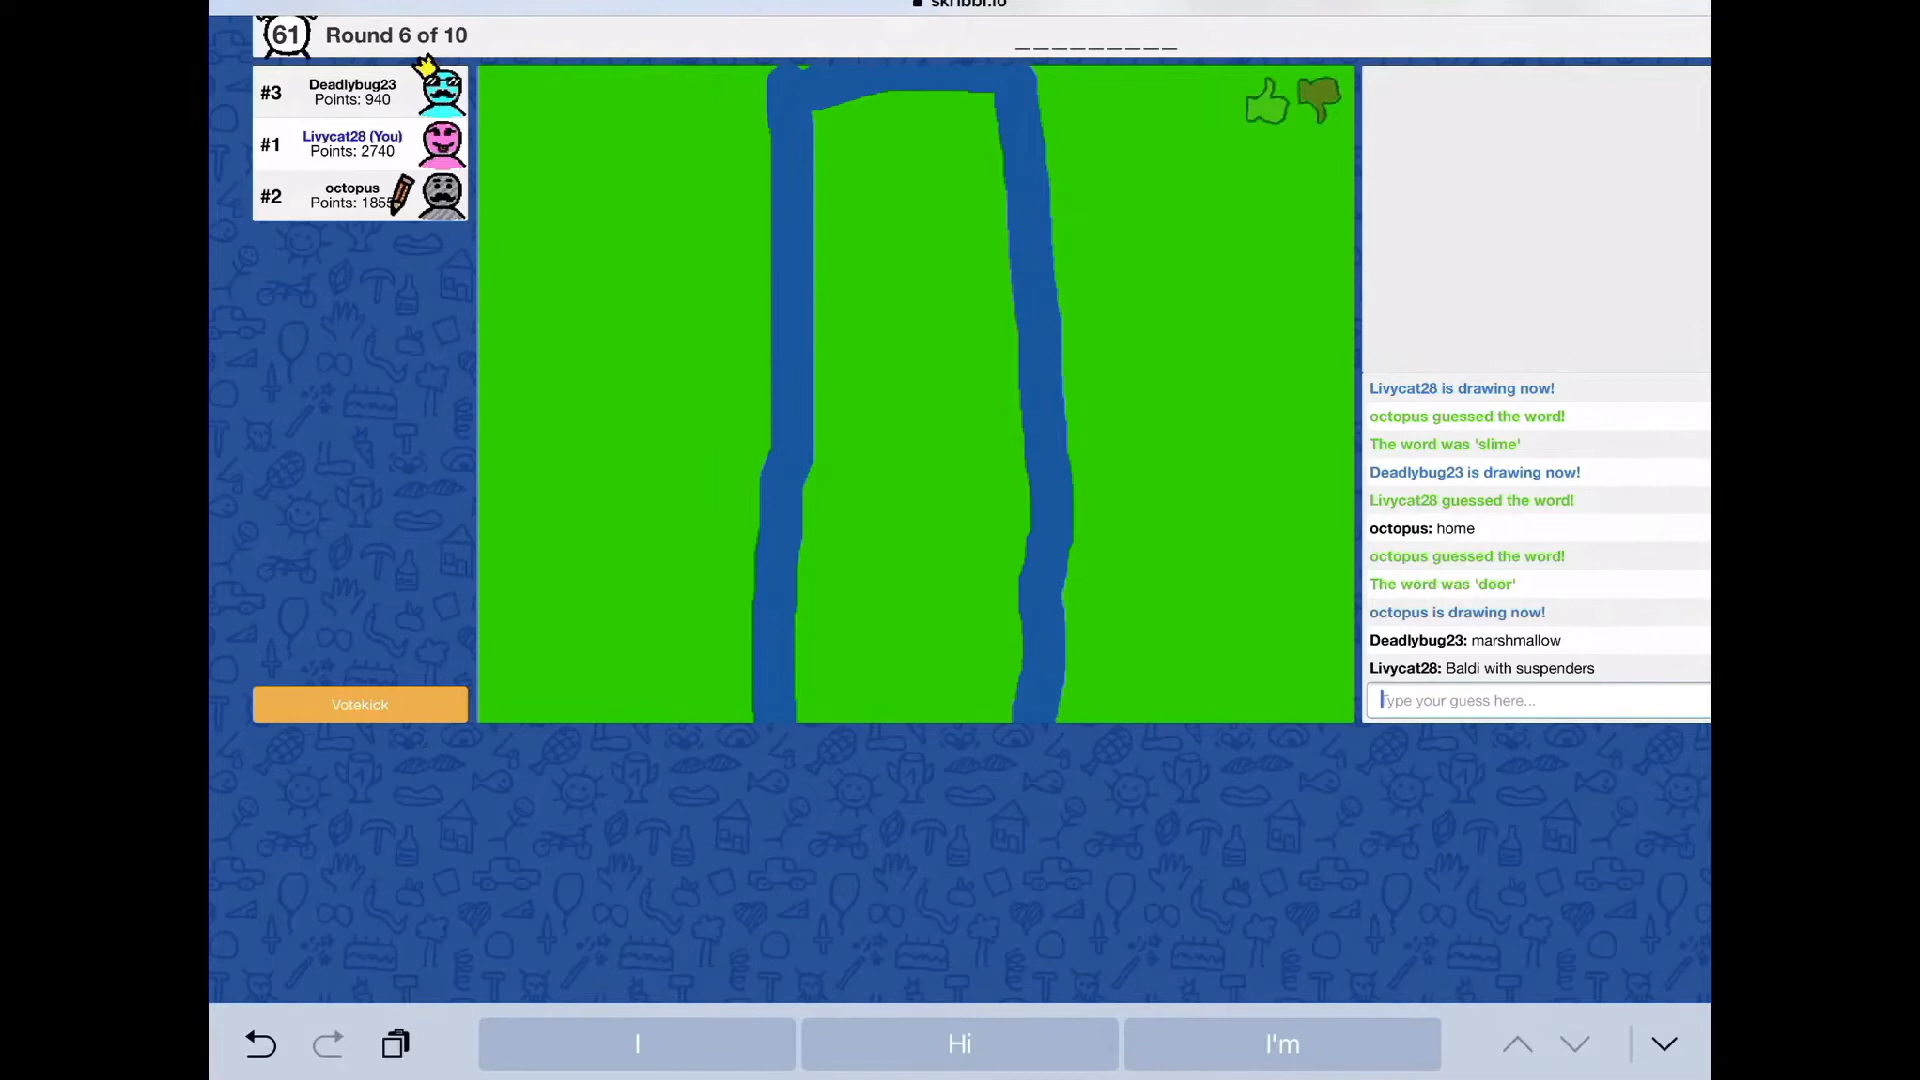 skribbl.io
61
Round 6 of 10
_________
#3
Deadlybug23
Points: 940
#1
Livycat28 (You)
Points: 2740
#2
octopus
Points: 1855
Votekick
Livycat28 is drawing now!
octopus guessed the word!
The word was 'slime'
Deadlybug23 is drawing now!
Livycat28 guessed the word!
octopus: home
octopus guessed the word!
The word was 'door'
octopus is drawing now!
Deadlybug23: marshmallow
Livycat28: Baldi with suspenders
Type your guess here...
I
Hi
I'm